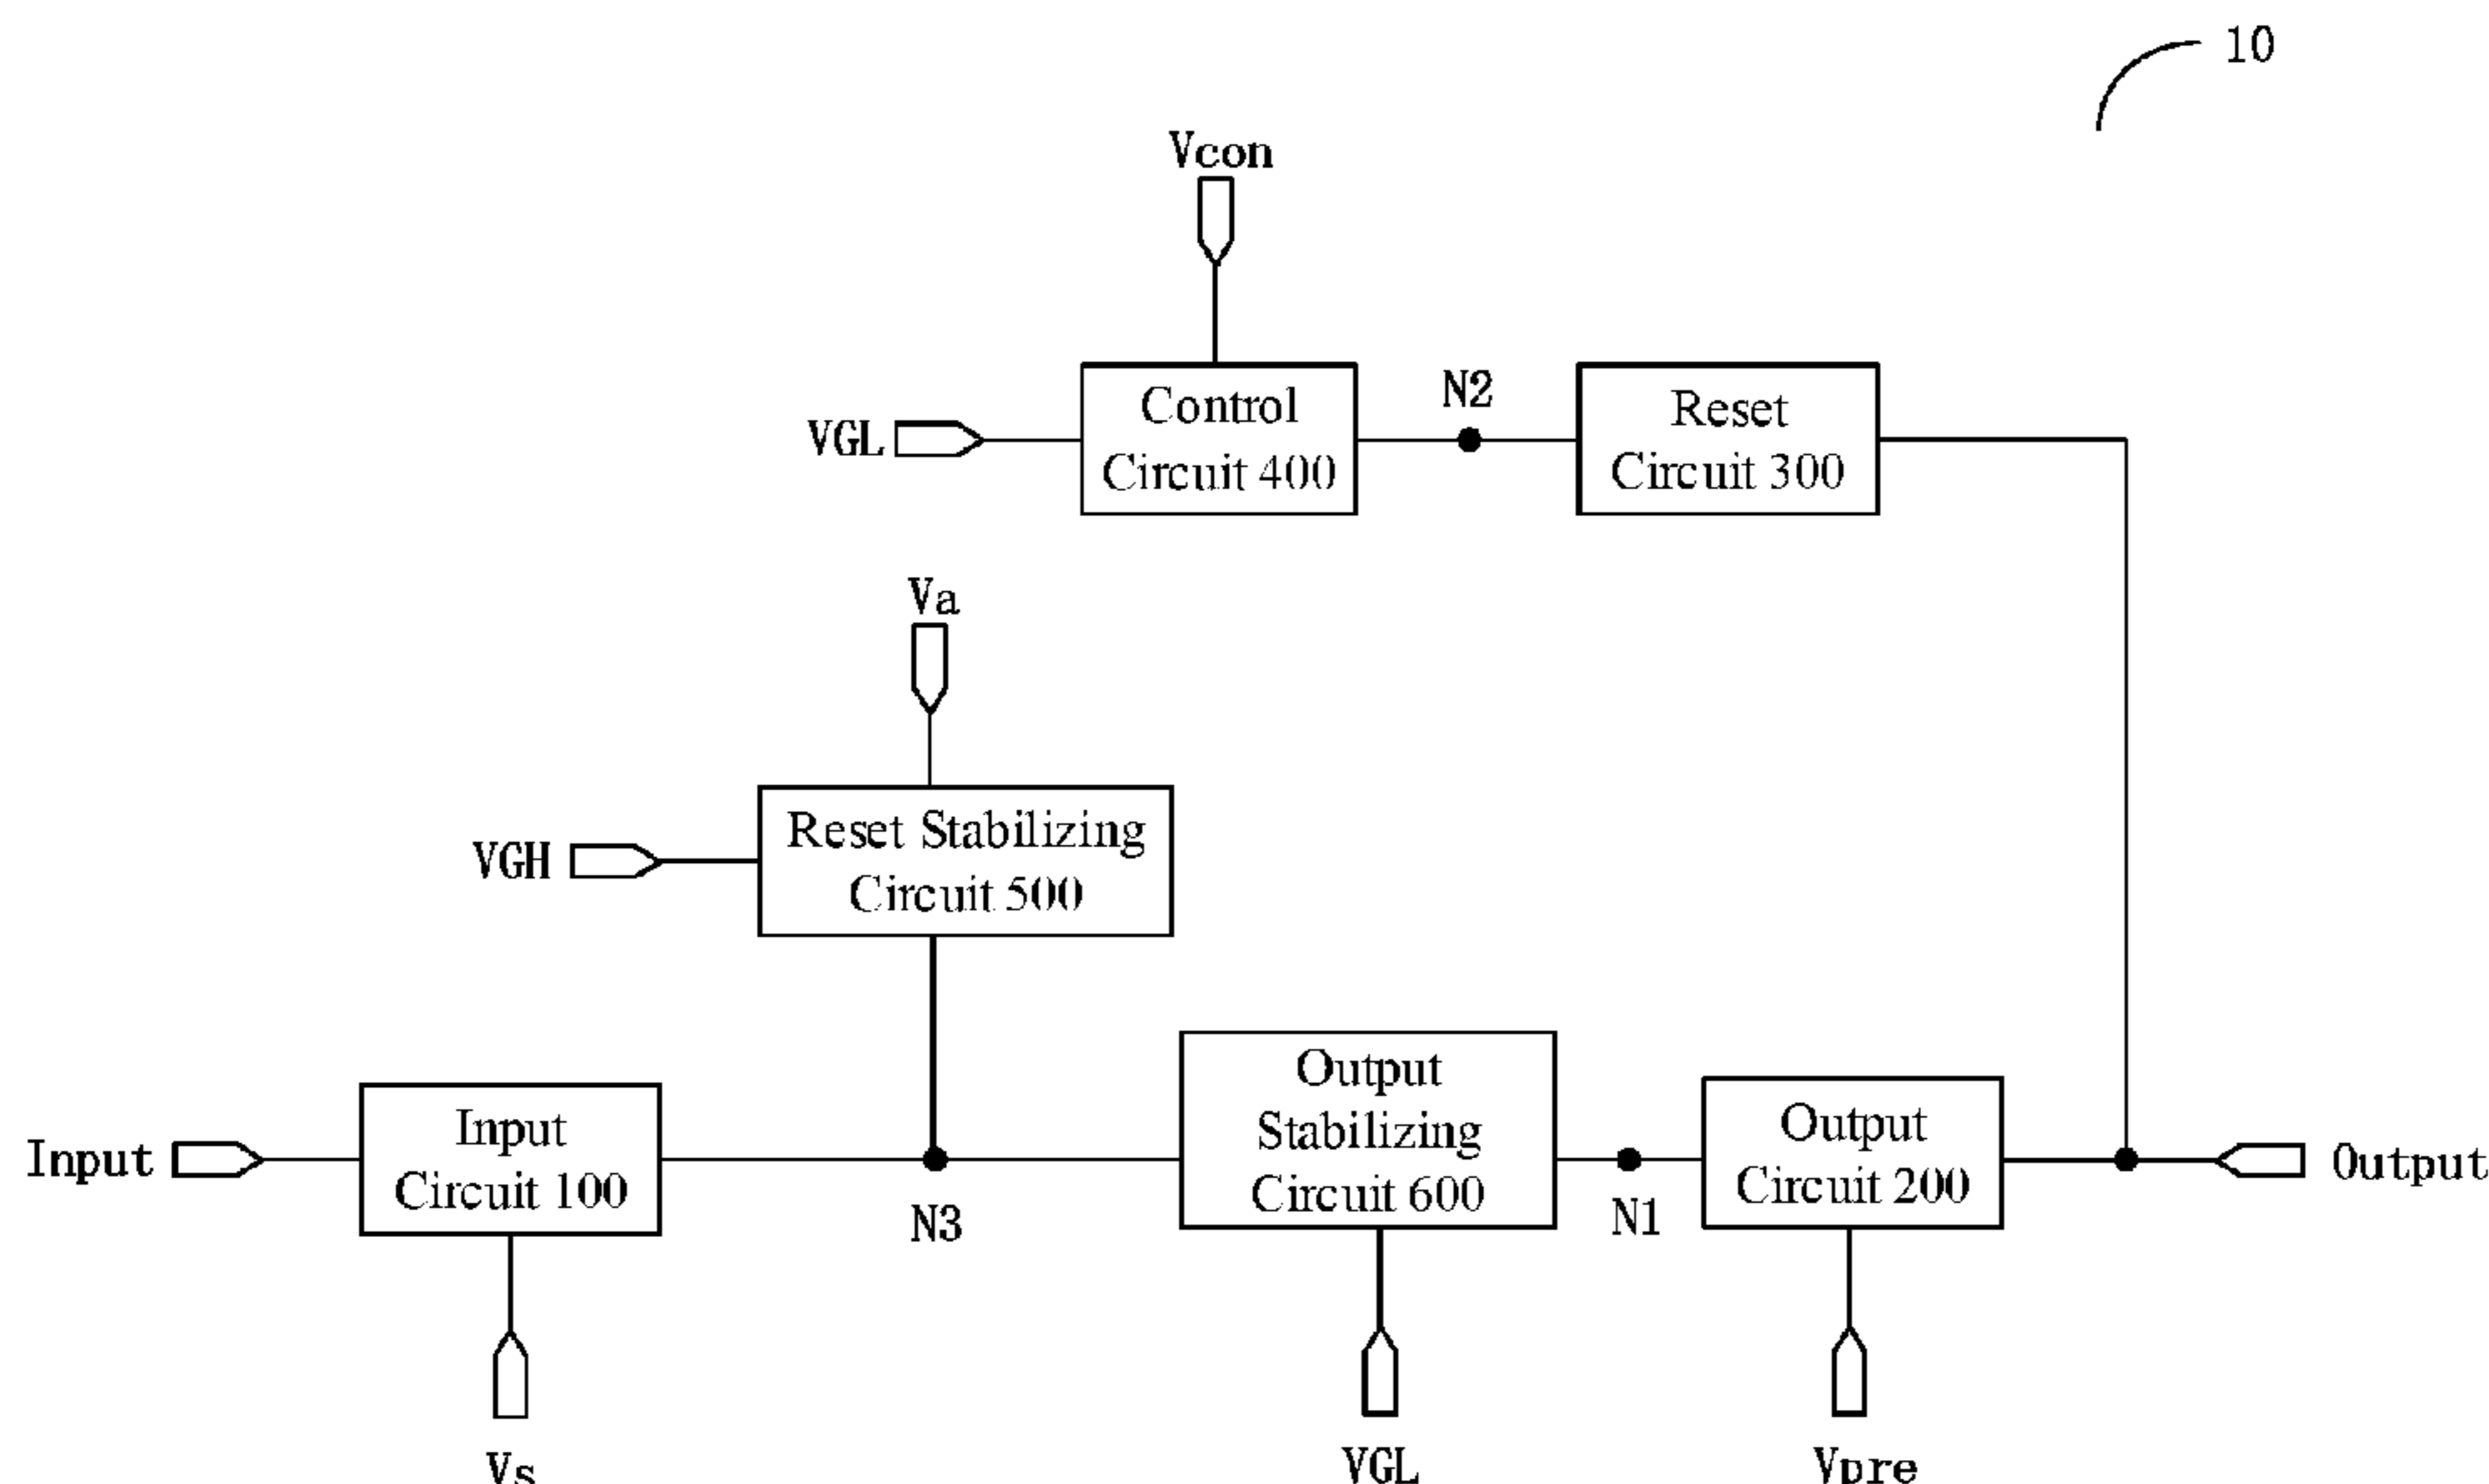 10
Vcon
VGL
Control
Circuit 400
N2
Reset
Circuit 300
Va
VGH
Reset Stabilizing
Circuit 500
Input
Input
Circuit 100
N3
Output
Stabilizing
Circuit 600
N1
Output
Circuit 200
Output
Vs
VGL
Vpre